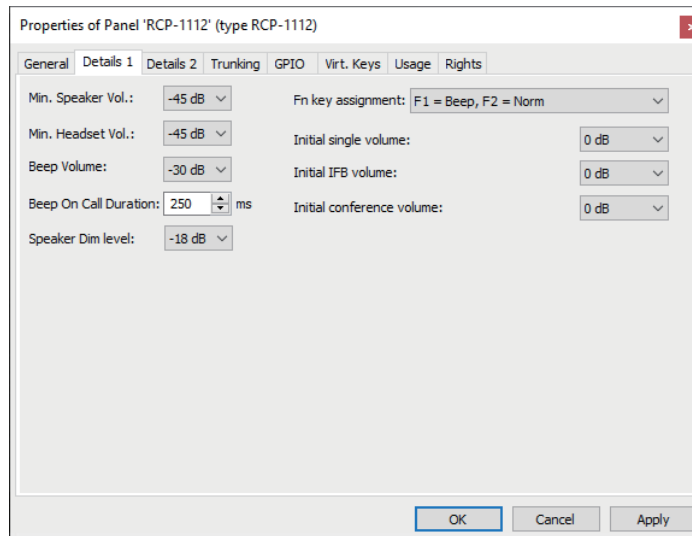 Properties of Panel 'RCP-1112' (type RCP-1112)
General Details 1 Details 2 Trunking GPIO Virt. Keys Usage Rights
Min. Speaker Vol.: -45 dB
Fn key assignment: F1 = Beep, F2 = Norm
Min. Headset Vol.: -45 dB
Initial single volume: 0 dB
Beep Volume: -30 dB
Initial IFB volume: 0 dB
Beep On Call Duration: 250 ms
Initial conference volume: 0 dB
Speaker Dim level: -18 dB
OK Cancel Apply